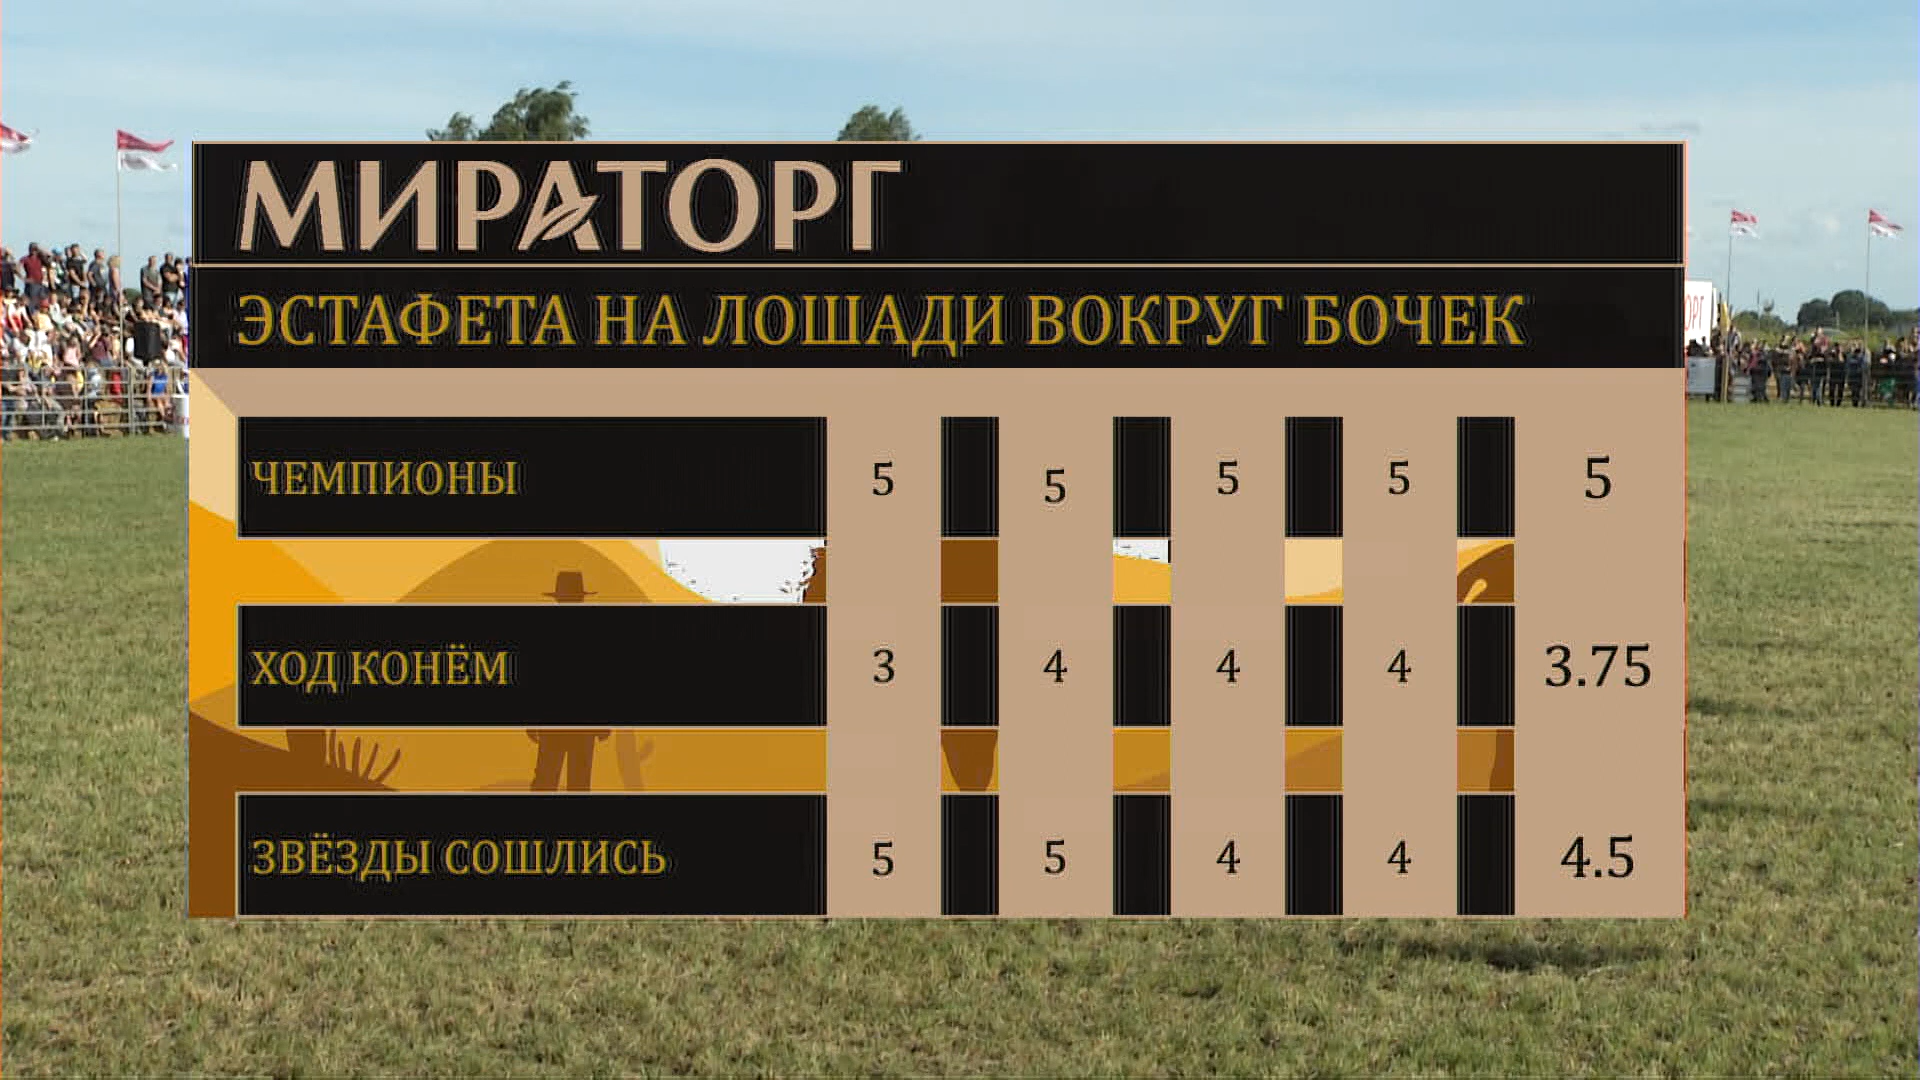 МИРАТОРГ
ЭСТАФЕТА НА ЛОШАДИ ВОКРУГ БОЧЕК
ЧЕМПИОНЫ 5 5 5 5 5
ХОД КОНЁМ 3 4 4 4 3.75
ЗВЁЗДЫ СОШЛИСЬ 5 5 4 4 4.5
ОРГ